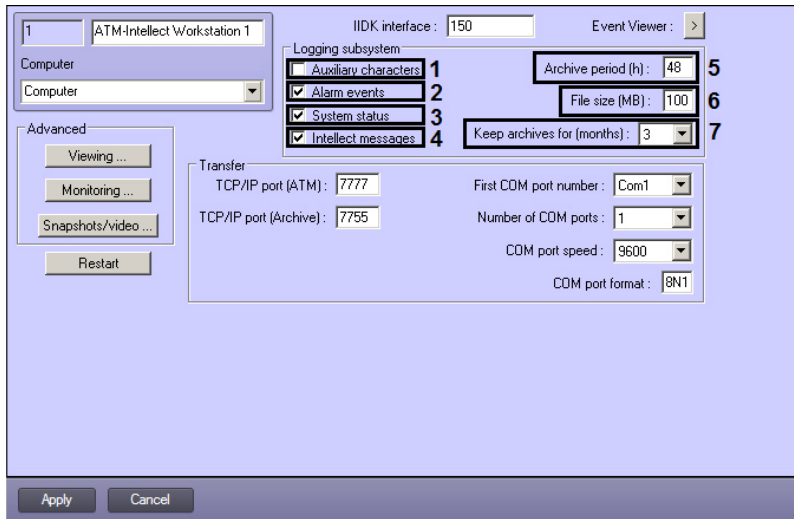 1 ATM-Intellect Workstation 1
Computer
Computer
Advanced
Viewing ...
Monitoring ...
Snapshots/video ...
Restart
IIDK interface : 150 Event Viewer : >
Logging subsystem
Auxiliary characters 1
Alarm events 2
System status 3
Intellect messages 4
Archive period (h) : 48 5
File size (MB) : 100 6
Keep archives for (months) : 3 7
Transfer
TCP/IP port (ATM) : 7777
TCP/IP port (Archive) : 7755
First COM port number : Com1
Number of COM ports : 1
COM port speed : 9600
COM port format : 8N1
Apply Cancel